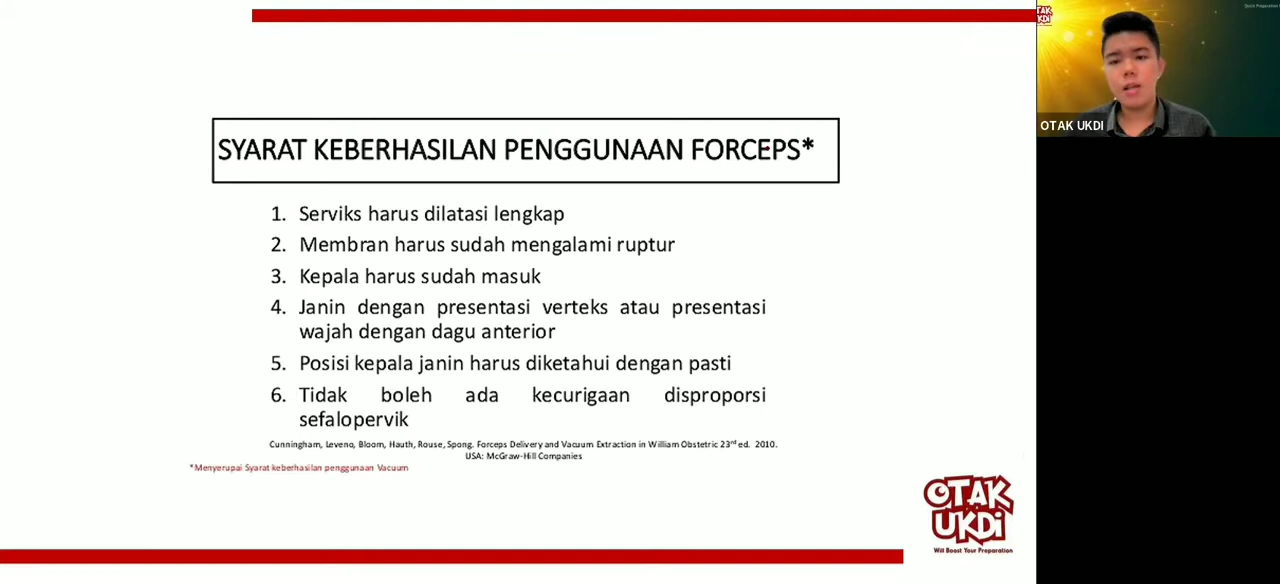 SYARAT KEBERHASILAN PENGGUNAAN FORCEPS*
1. Serviks harus dilatasi lengkap
2. Membran harus sudah mengalami ruptur
3. Kepala harus sudah masuk
4. Janin dengan presentasi verteks atau presentasi
wajah dengan dagu anterior
5. Posisi kepala janin harus diketahui dengan pasti
6. Tidak boleh ada kecurigaan disproporsi
sefalopervik
Cunningham, Leveno, Bloom, Hauth, Rouse, Spong. Forceps Delivery and Vacuum Extraction in William Obstetric 23rd ed. 2010.
USA: McGraw-Hill Companies
*Menyerupai Syarat keberhasilan penggunaan Vacuum
OTAK
UKDI
Will Boost Your Preparation
OTAK
UKDI
OTAK UKDI